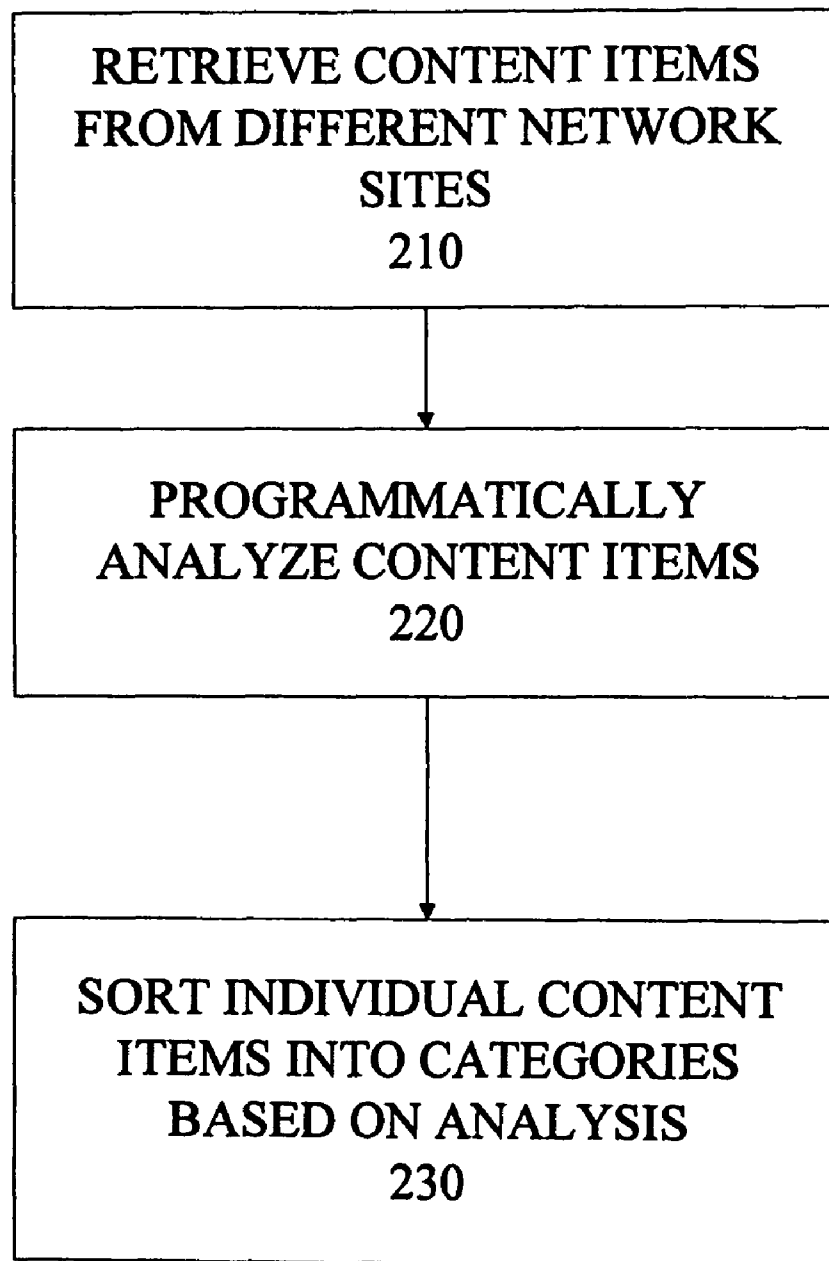 RETRIEVE CONTENT ITEMS
FROM DIFFERENT NETWORK
SITES
210
PROGRAMMATICALLY
ANALYZE CONTENT ITEMS
220
SORT INDIVIDUAL CONTENT
ITEMS INTO CATEGORIES
BASED ON ANALYSIS
230